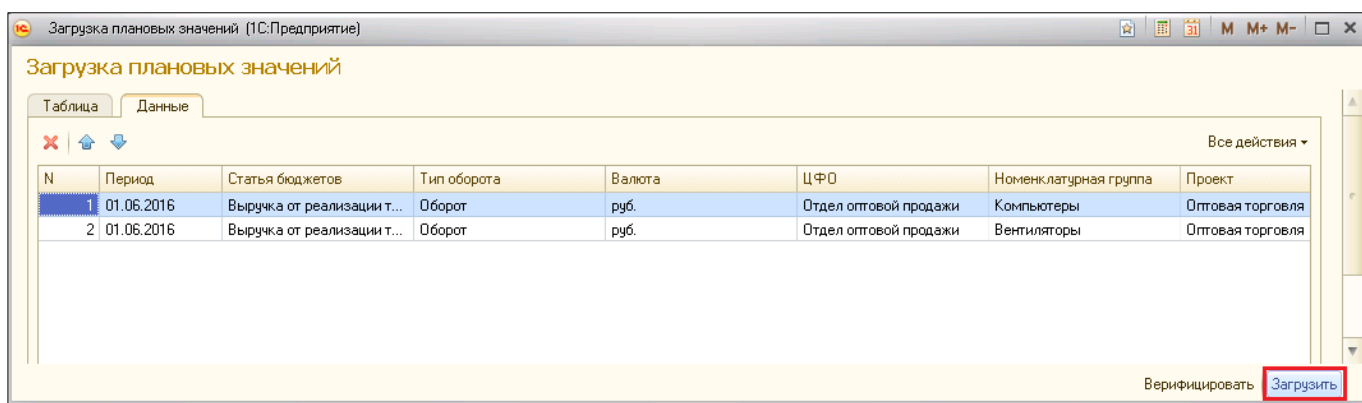 Загрузка плановых значений (1С:Предприятие)
31 M M+ M-
Загрузка плановых значений
Таблица Данные
Все действия
N Период Статья бюджетов Тип оборота Валюта ЦФО Номенклатурная группа Проект
1 01.06.2016 Выручка от реализации т... Оборот руб. Отдел оптовой продажи Компьютеры Оптовая торговля
2 01.06.2016 Выручка от реализации т... Оборот руб. Отдел оптовой продажи Вентиляторы Оптовая торговля
Верифицировать Загрузить